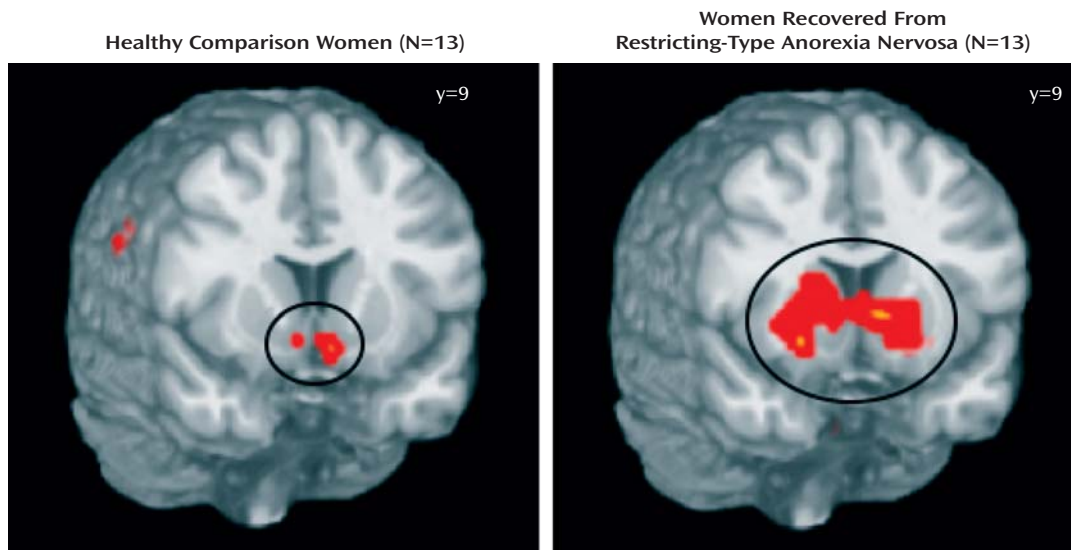 Healthy Comparison Women (N=13)
Women Recovered From
Restricting-Type Anorexia Nervosa (N=13)
y=9
y=9